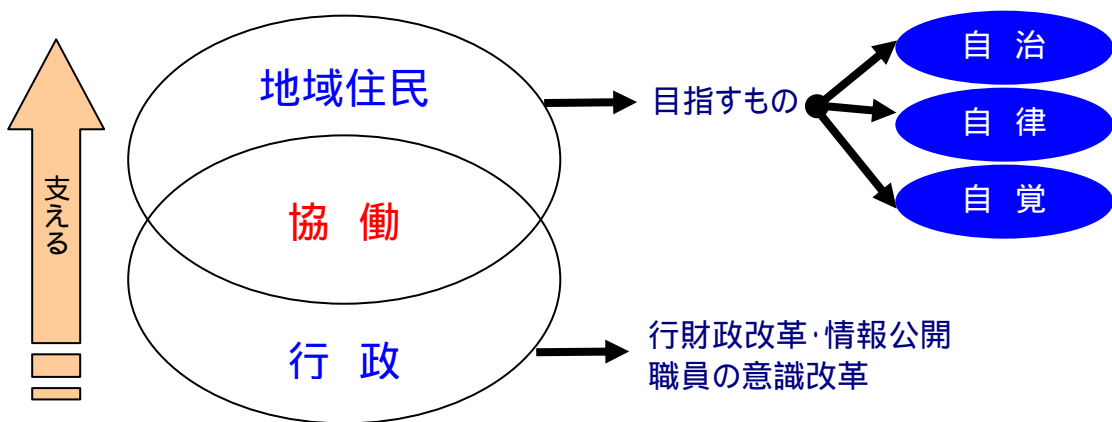 支える
地域住民
協 働
行 政
目指すもの
自 治
自 律
自 覚
行財政改革・情報公開
職員の意識改革